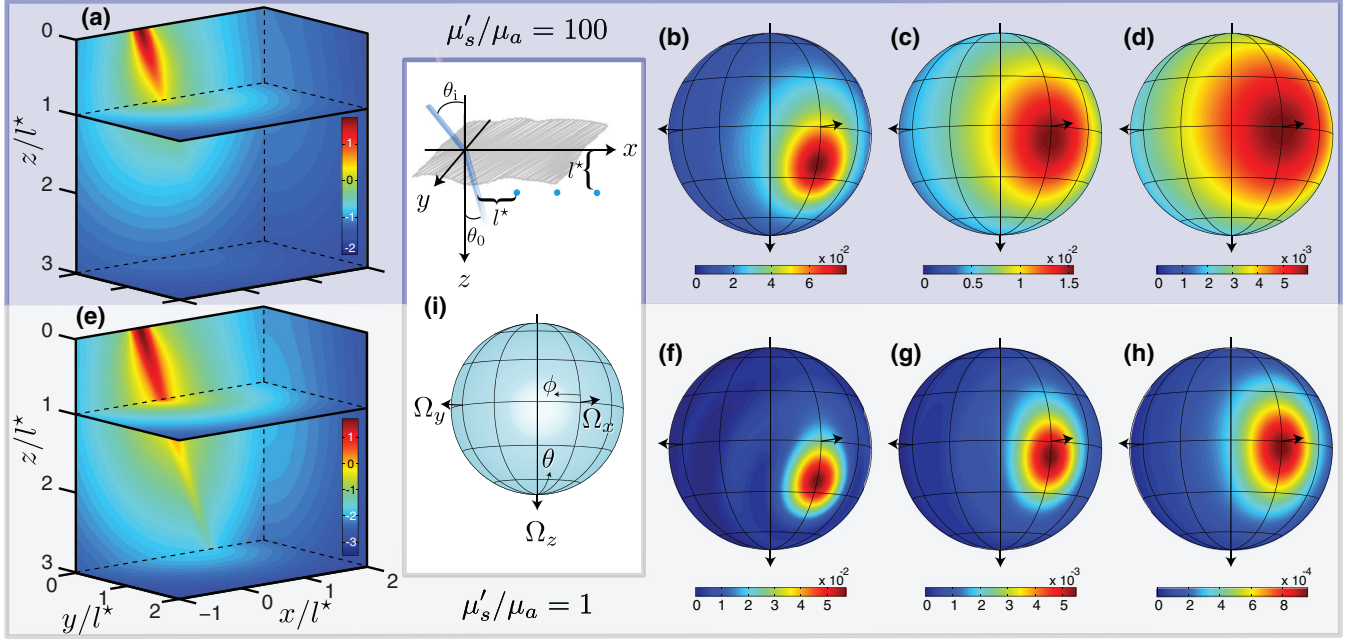 (a)
0
1
2
3
z/l⋆
1
0
-1
-2
μ′s/μa = 100
θi
x
l⋆
y
l⋆
θ0
z
(b)
x 10-2
0 2 4 6
(c)
x 10-2
0 0.5 1 1.5
(d)
x 10-3
0 1 2 3 4 5
(e)
0
1
2
3
z/l⋆
1
0
-1
-2
-3
0 1 2
y/l⋆
−1 0 1 2
x/l⋆
(i)
ϕ
Ωy
Ωx
θ
Ωz
μ′s/μa = 1
(f)
x 10-2
0 1 2 3 4 5
(g)
x 10-3
0 1 2 3 4 5
(h)
x 10-4
0 2 4 6 8